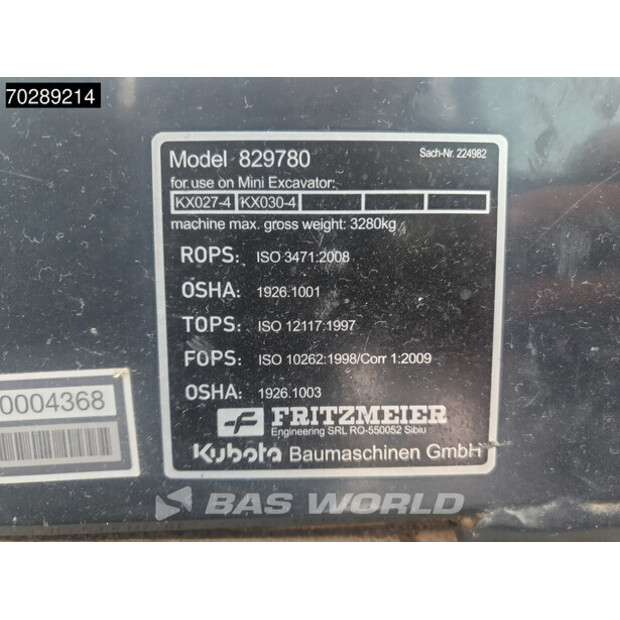 70289214
Model 829780 Sach-Nr. 224982
for use on Mini Excavator:
KX027-4 KX030-4
machine max. gross weight: 3280kg
ROPS: ISO 3471:2008
OSHA: 1926.1001
TOPS: ISO 12117:1997
FOPS: ISO 10262:1998/Corr 1:2009
OSHA: 1926.1003
0004368
FRITZMEIER
Engineering SRL RO-550052 Sibiu
Kubota Baumaschinen GmbH
BAS WORLD